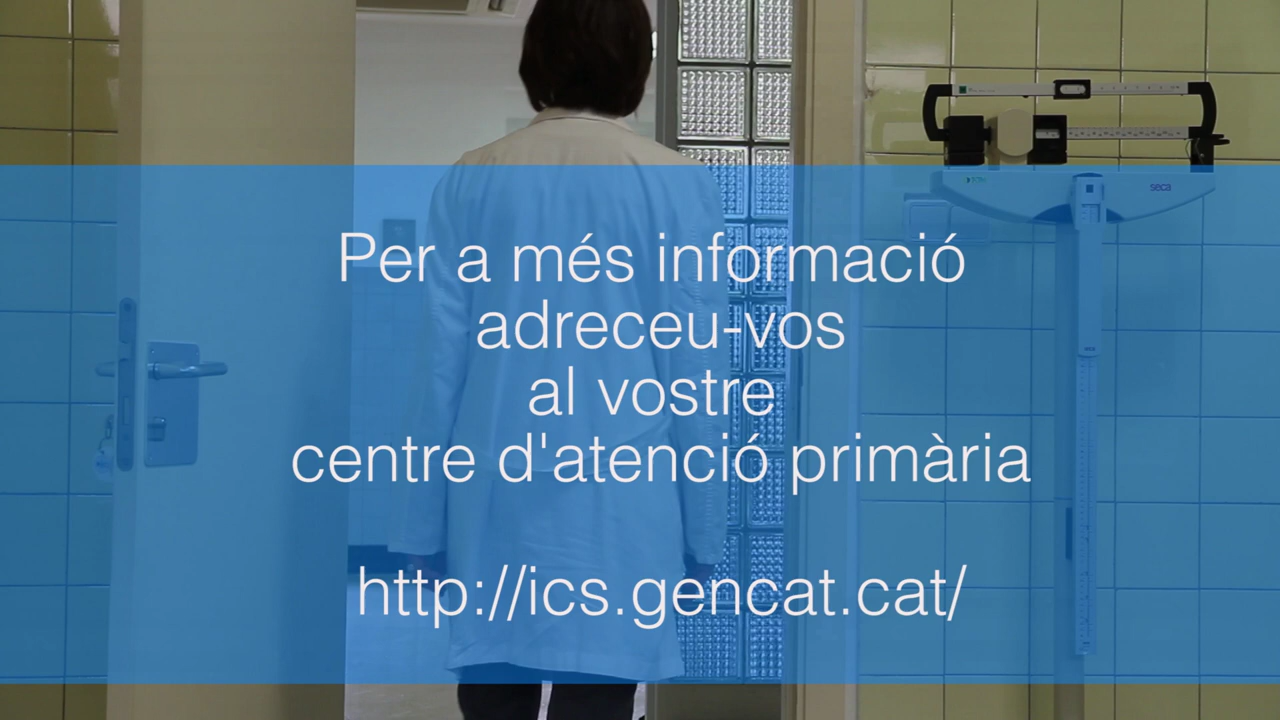 seca
Per a més informació
adreceu-vos
al vostre
centre d'atenció primària
http://ics.gencat.cat/